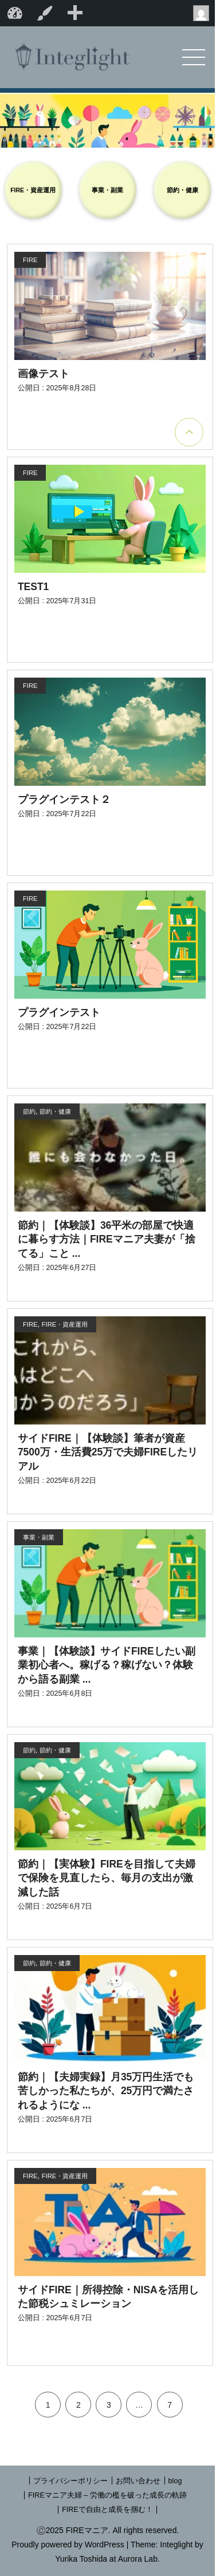 Integlight
FIRE・資産運用
事業・副業
節約・健康
FIRE
画像テスト
公開日 : 2025年8月28日
FIRE
TEST1
公開日 : 2025年7月31日
FIRE
プラグインテスト２
公開日 : 2025年7月22日
FIRE
プラグインテスト
公開日 : 2025年7月22日
節約, 節約・健康
誰にも会わなかった日。
節約｜【体験談】36平米の部屋で快適
に暮らす方法｜FIREマニア夫妻が「捨
てる」こと ...
公開日 : 2025年6月27日
FIRE, FIRE・資産運用
これから、
はどこへ
かうのだろう」
サイドFIRE｜【体験談】筆者が資産
7500万・生活費25万で夫婦FIREしたリ
アル
公開日 : 2025年6月22日
事業・副業
事業｜【体験談】サイドFIREしたい副
業初心者へ。稼げる？稼げない？体験
から語る副業 ...
公開日 : 2025年6月8日
節約, 節約・健康
節約｜【実体験】FIREを目指して夫婦
で保険を見直したら、毎月の支出が激
減した話
公開日 : 2025年6月7日
節約, 節約・健康
節約｜【夫婦実録】月35万円生活でも
苦しかった私たちが、25万円で満たさ
れるようにな ...
公開日 : 2025年6月7日
FIRE, FIRE・資産運用
サイドFIRE｜所得控除・NISAを活用し
た節税シュミレーション
公開日 : 2025年6月7日
1 2 3 … 7
プライバシーポリシー | お問い合わせ | blog
| FIREマニア夫婦 – 労働の檻を破った成長の軌跡
| FIREで自由と成長を掴む！ |
Ⓒ2025 FIREマニア. All rights reserved.
Proudly powered by WordPress | Theme: Integlight by
Yurika Toshida at Aurora Lab.